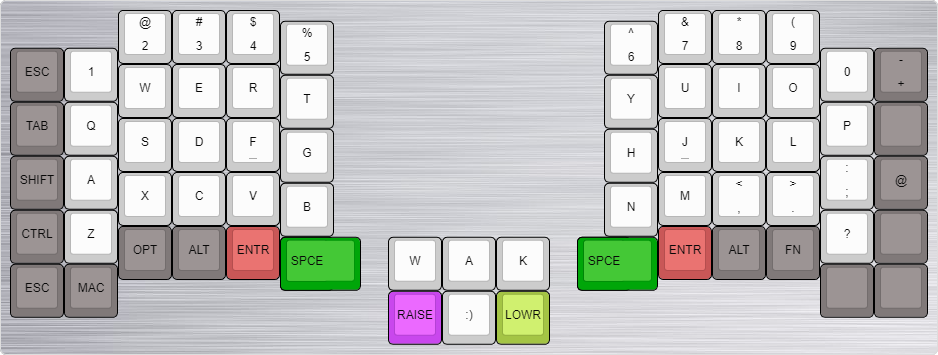 @ # $
% ^
& * (
2 3 4
5 6
7 8 9
ESC 1
0 -
+
W E R
T Y
U I O
TAB Q
P
S D F
_
G H
J K L
_
SHIFT A
:
;
@
X C V
B N
M <
,
>
.
CTRL Z
?
OPT ALT ENTR
SPCE
W A K
SPCE
ENTR ALT FN
ESC MAC
RAISE :) LOWR